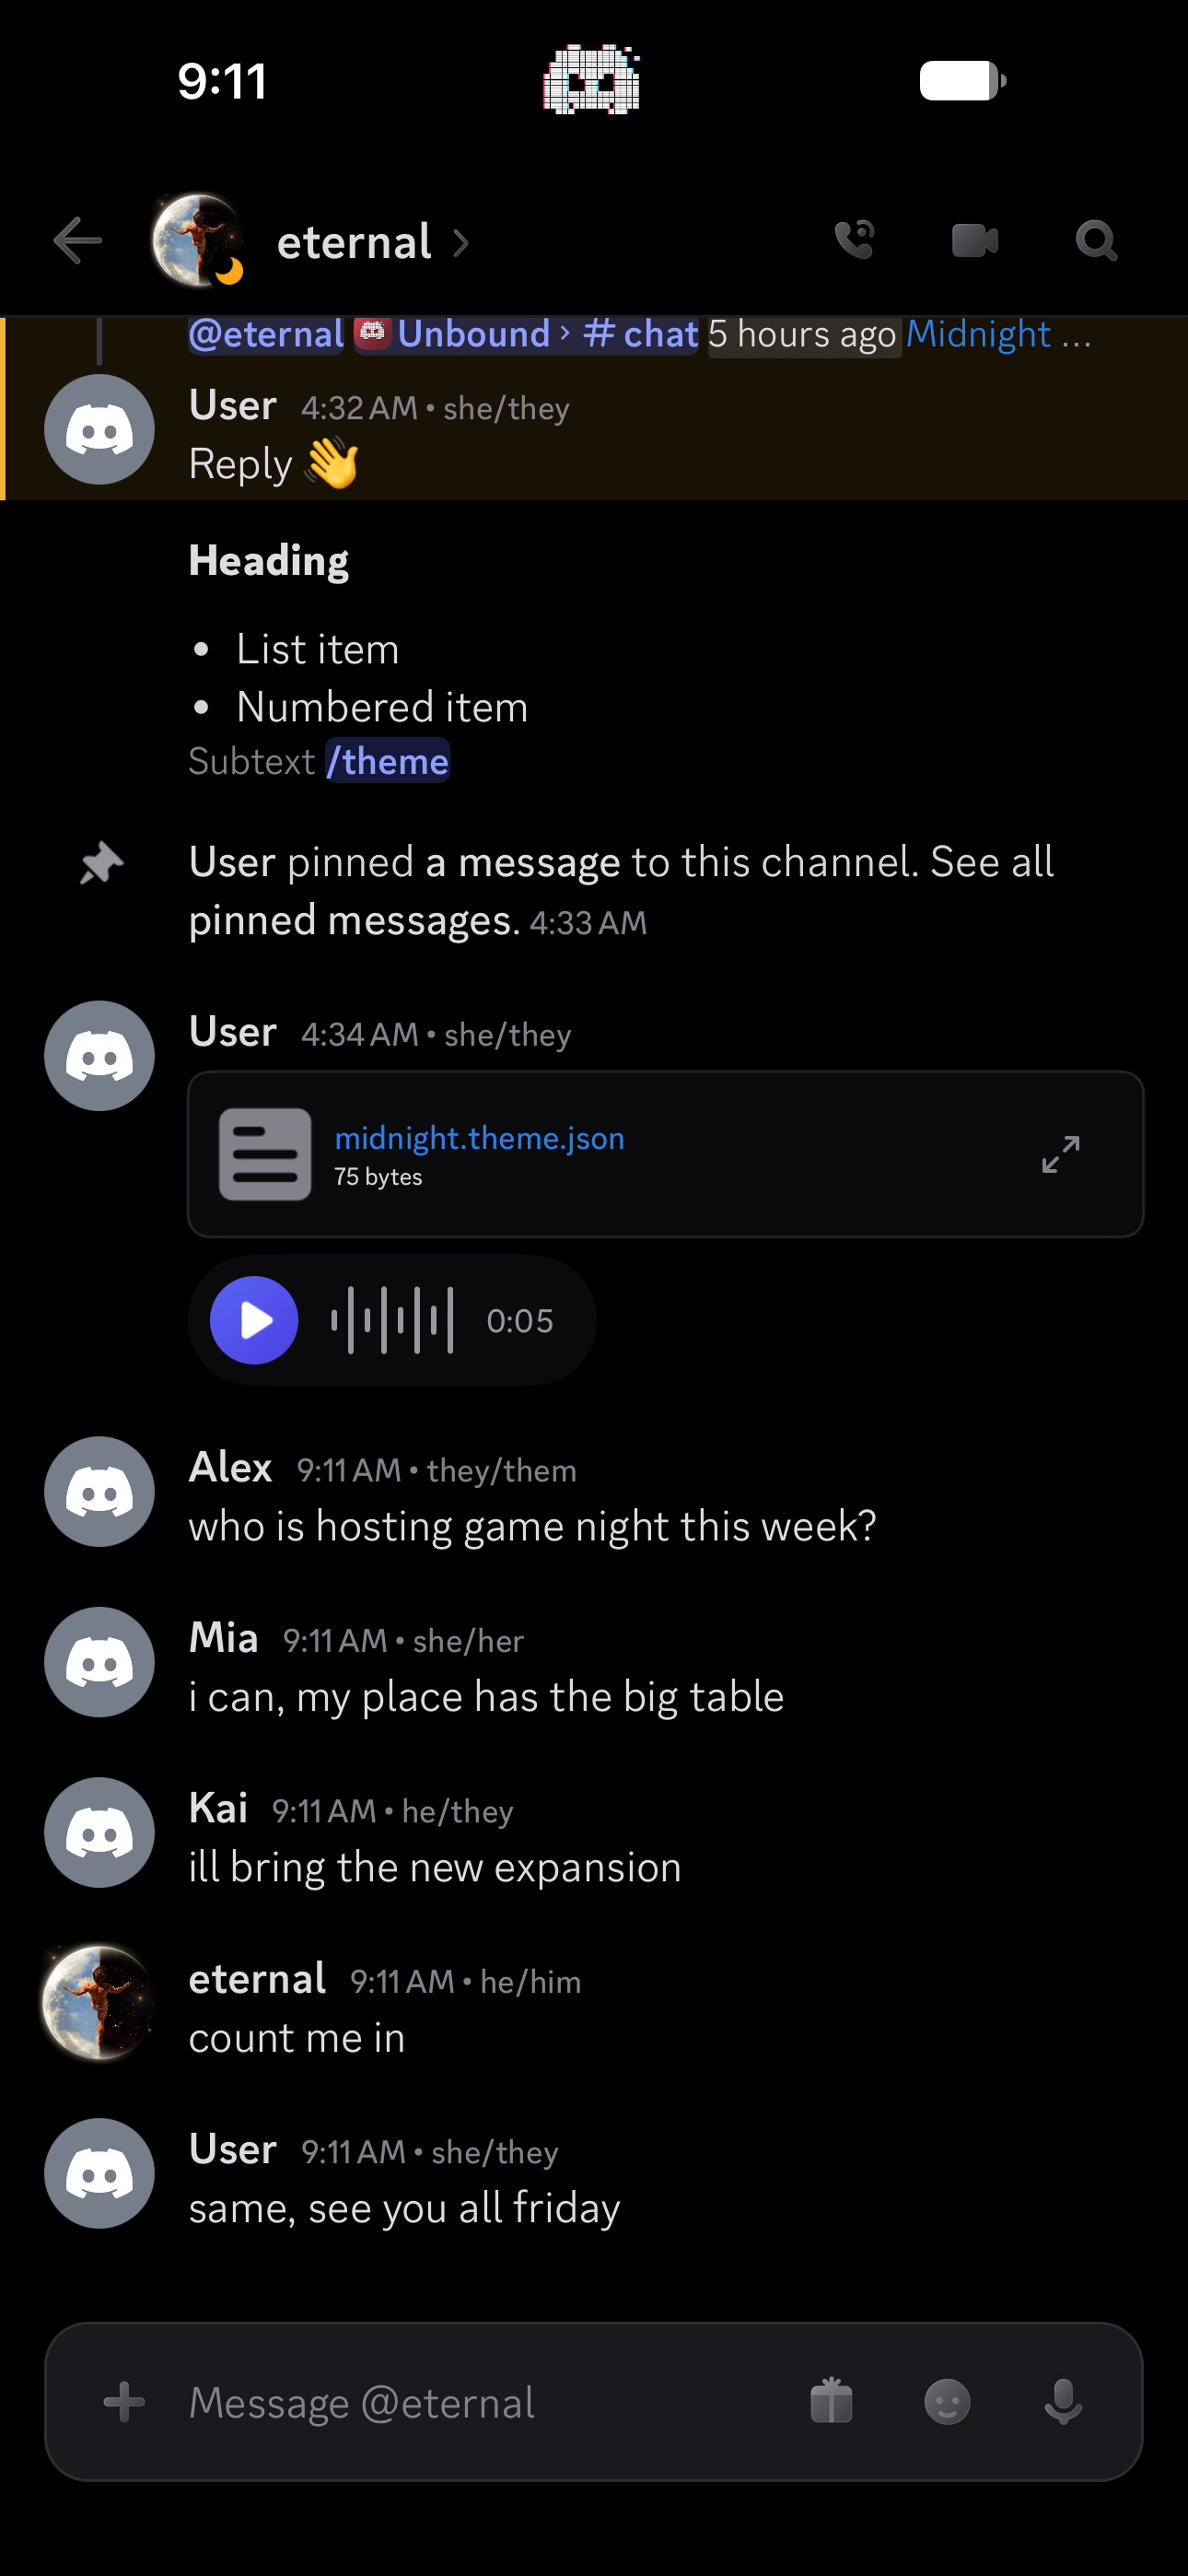 9:11
eternal
@eternal Unbound › # chat 5 hours ago Midnight ...
User 4:32 AM • she/they
Reply 👋
Heading
• List item
• Numbered item
Subtext /theme
User pinned a message to this channel. See all
pinned messages. 4:33 AM
User 4:34 AM • she/they
midnight.theme.json
75 bytes
0:05
Alex 9:11 AM • they/them
who is hosting game night this week?
Mia 9:11 AM • she/her
i can, my place has the big table
Kai 9:11 AM • he/they
ill bring the new expansion
eternal 9:11 AM • he/him
count me in
User 9:11 AM • she/they
same, see you all friday
Message @eternal